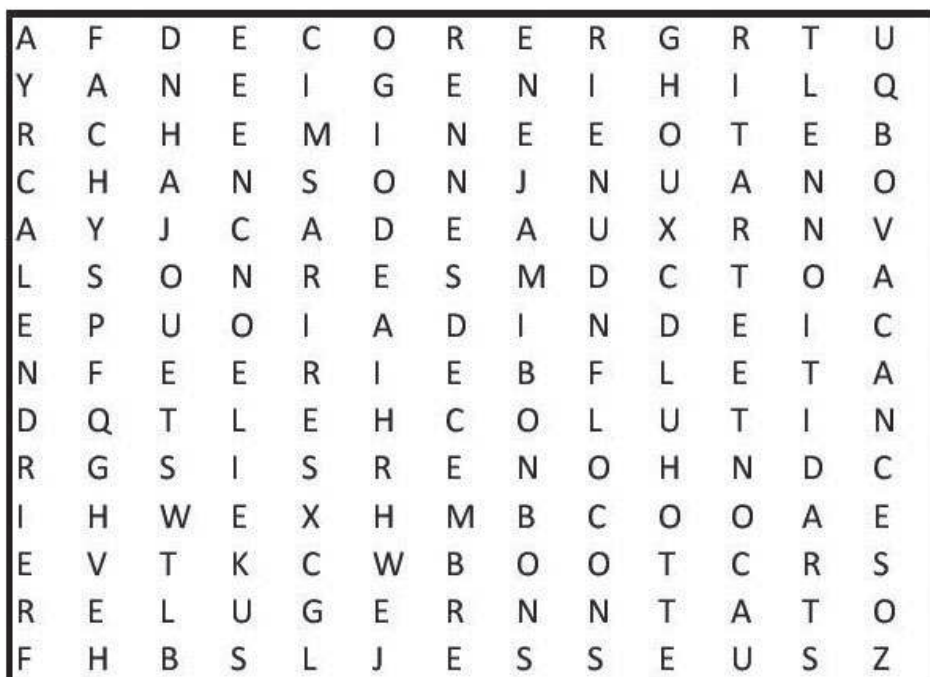 A F D E C O R E R G R T U
Y A N E I G E N I H I L Q
R C H E M I N E E O T E B
C H A N S O N J N U A N O
A Y J C A D E A U X R N V
L S O N R E S M D C T O A
E P U O I A D I N D E I C
N F E E R I E B F L E T A
D Q T L E H C O L U T I N
R G S I S R E N O H N D C
I H W E X H M B C O O A E
E V T K C W B O O T C R S
R E L U G E R N N T A T O
F H B S L J E S S E U S Z